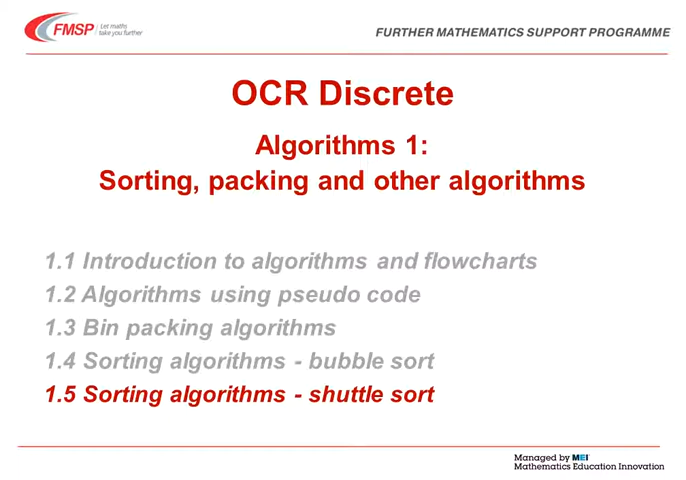 FMSP
Let maths
take you further
FURTHER MATHEMATICS SUPPORT PROGRAMME
OCR Discrete
Algorithms 1:
Sorting, packing and other algorithms
1.1 Introduction to algorithms and flowcharts
1.2 Algorithms using pseudo code
1.3 Bin packing algorithms
1.4 Sorting algorithms - bubble sort
1.5 Sorting algorithms - shuttle sort
Managed by MEI
Mathematics Education Innovation